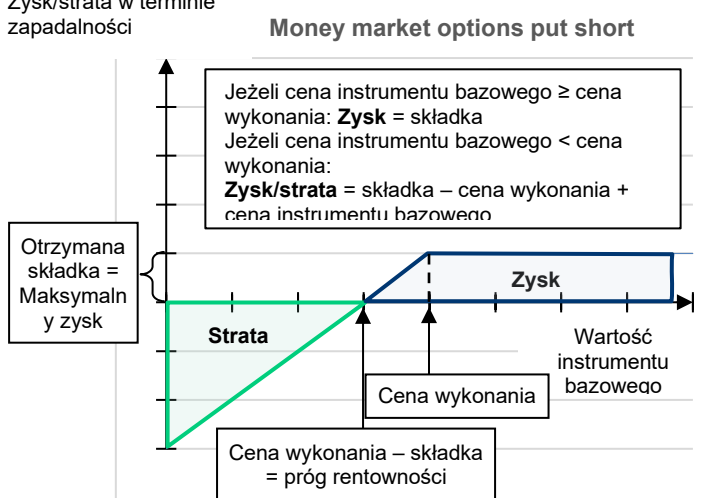 Zysk/strata w terminie
zapadalności
Money market options put short
Jeżeli cena instrumentu bazowego ≥ cena
wykonania: Zysk = składka
Jeżeli cena instrumentu bazowego < cena
wykonania:
Zysk/strata = składka – cena wykonania +
cena instrumentu bazowego
Otrzymana
składka =
Maksymaln
y zysk
Zysk
Strata
Wartość
instrumentu
bazowego
Cena wykonania
Cena wykonania – składka
= próg rentowności